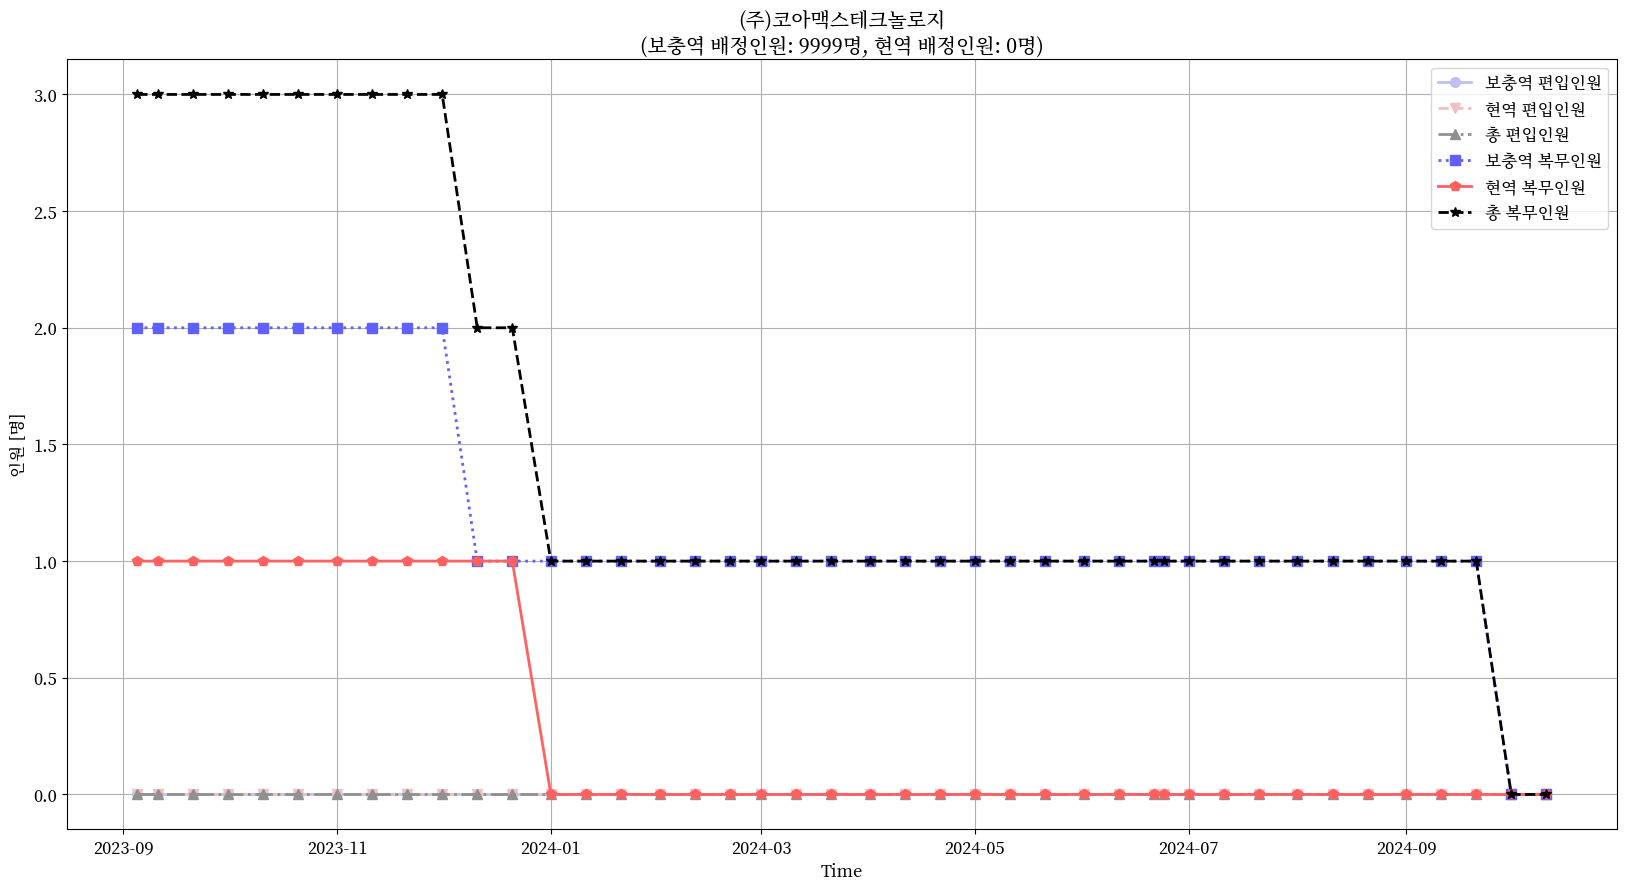 (주)코아맥스테크놀로지
(보충역 배정인원: 9999명, 현역 배정인원: 0명)
보충역 편입인원
현역 편입인원
총 편입인원
보충역 복무인원
현역 복무인원
총 복무인원
인원 [명]
3.0
2.5
2.0
1.5
1.0
0.5
0.0
2023-09
2023-11
2024-01
2024-03
2024-05
2024-07
2024-09
Time